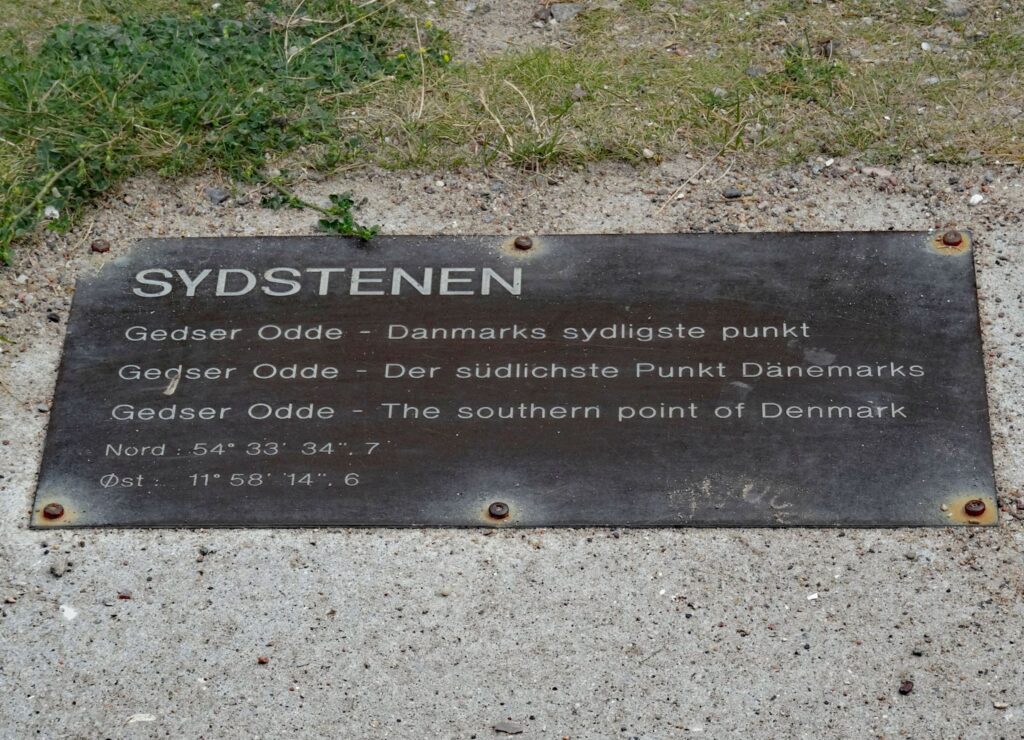 SYDSTENEN
Gedser Odde - Danmarks sydligste punkt
Gedser Odde - Der südlichste Punkt Dänemarks
Gedser Odde - The southern point of Denmark
Nord : 54° 33' 34", 7
Øst : 11° 58' 14", 6